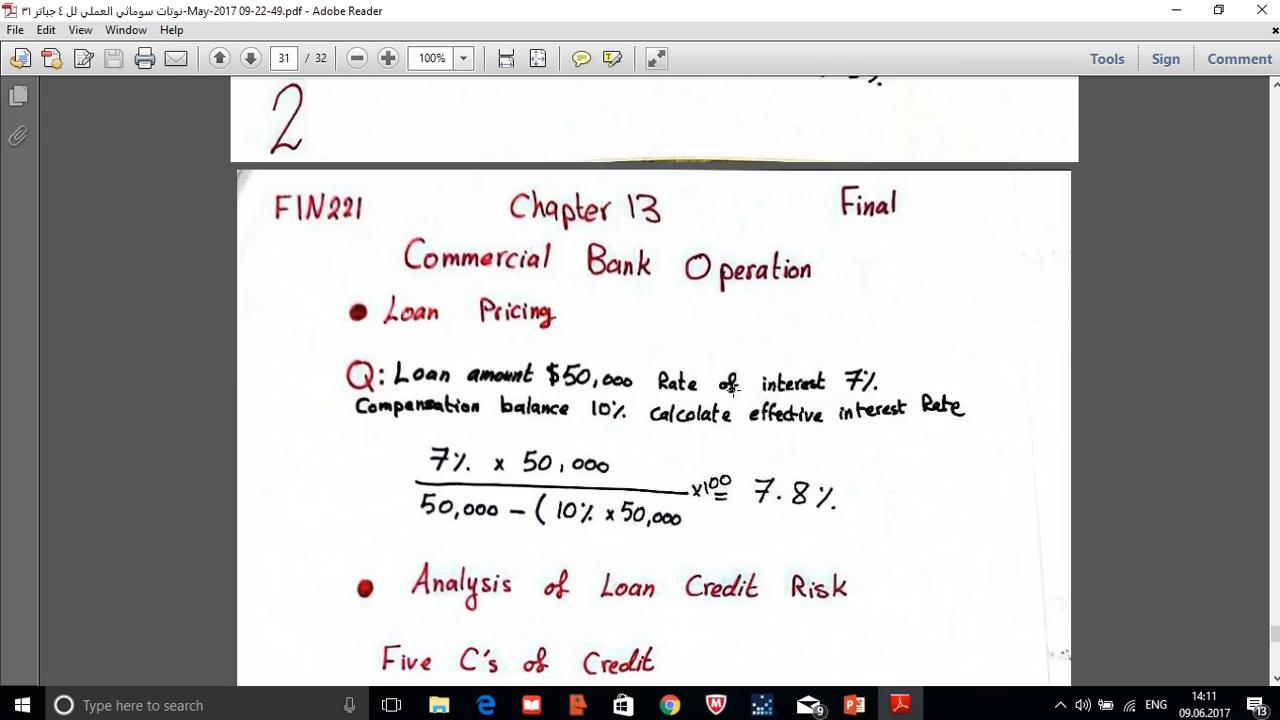 نوتات سوماثي العملي لل ٤ جباتر ٣١-May-2017 09-22-49.pdf - Adobe Reader
File Edit View Window Help
31 / 32 100% Tools Sign Comment
2
FIN221 Chapter 13 Final
Commercial Bank Operation
Loan Pricing
Q: Loan amount $50,000 Rate of interest 7%.
Compensation balance 10% Calculate effective interest Rate
7% x 50,000
50,000 - ( 10% x 50,000
x100 = 7.8%
Analysis of Loan Credit Risk
Five C's of Credit
Type here to search
9
ENG
14:11
09.06.2017
13